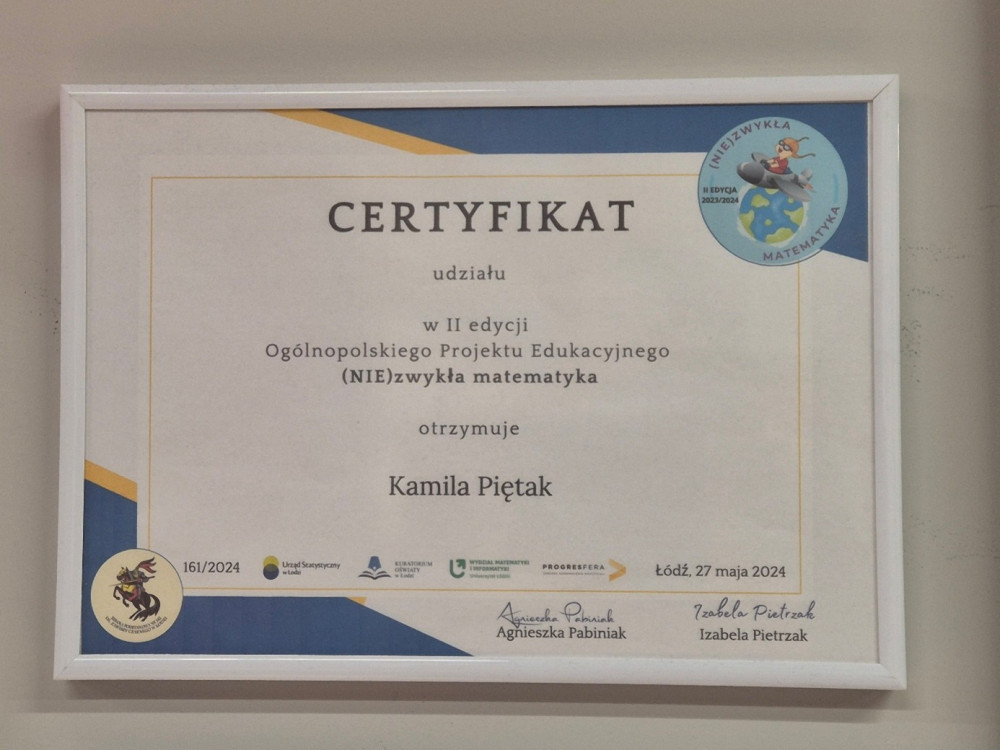 (NIE)ZWYKŁA
II EDYCJA
2023/2024
MATEMATYKA
CERTYFIKAT
udziału
w II edycji
Ogólnopolskiego Projektu Edukacyjnego
(NIE)zwykła matematyka
otrzymuje
Kamila Piętak
161/2024
Urząd Statystyczny
w Łodzi
KURATORIUM
OŚWIATY
w Łodzi
WYDZIAŁ MATEMATYKI
I INFORMATYKI
Uniwersytet Łódzki
PROGRESFERA
Łódź, 27 maja 2024
Agnieszka Pabiniak
Izabela Pietrzak
Agnieszka Pabiniak
Izabela Pietrzak